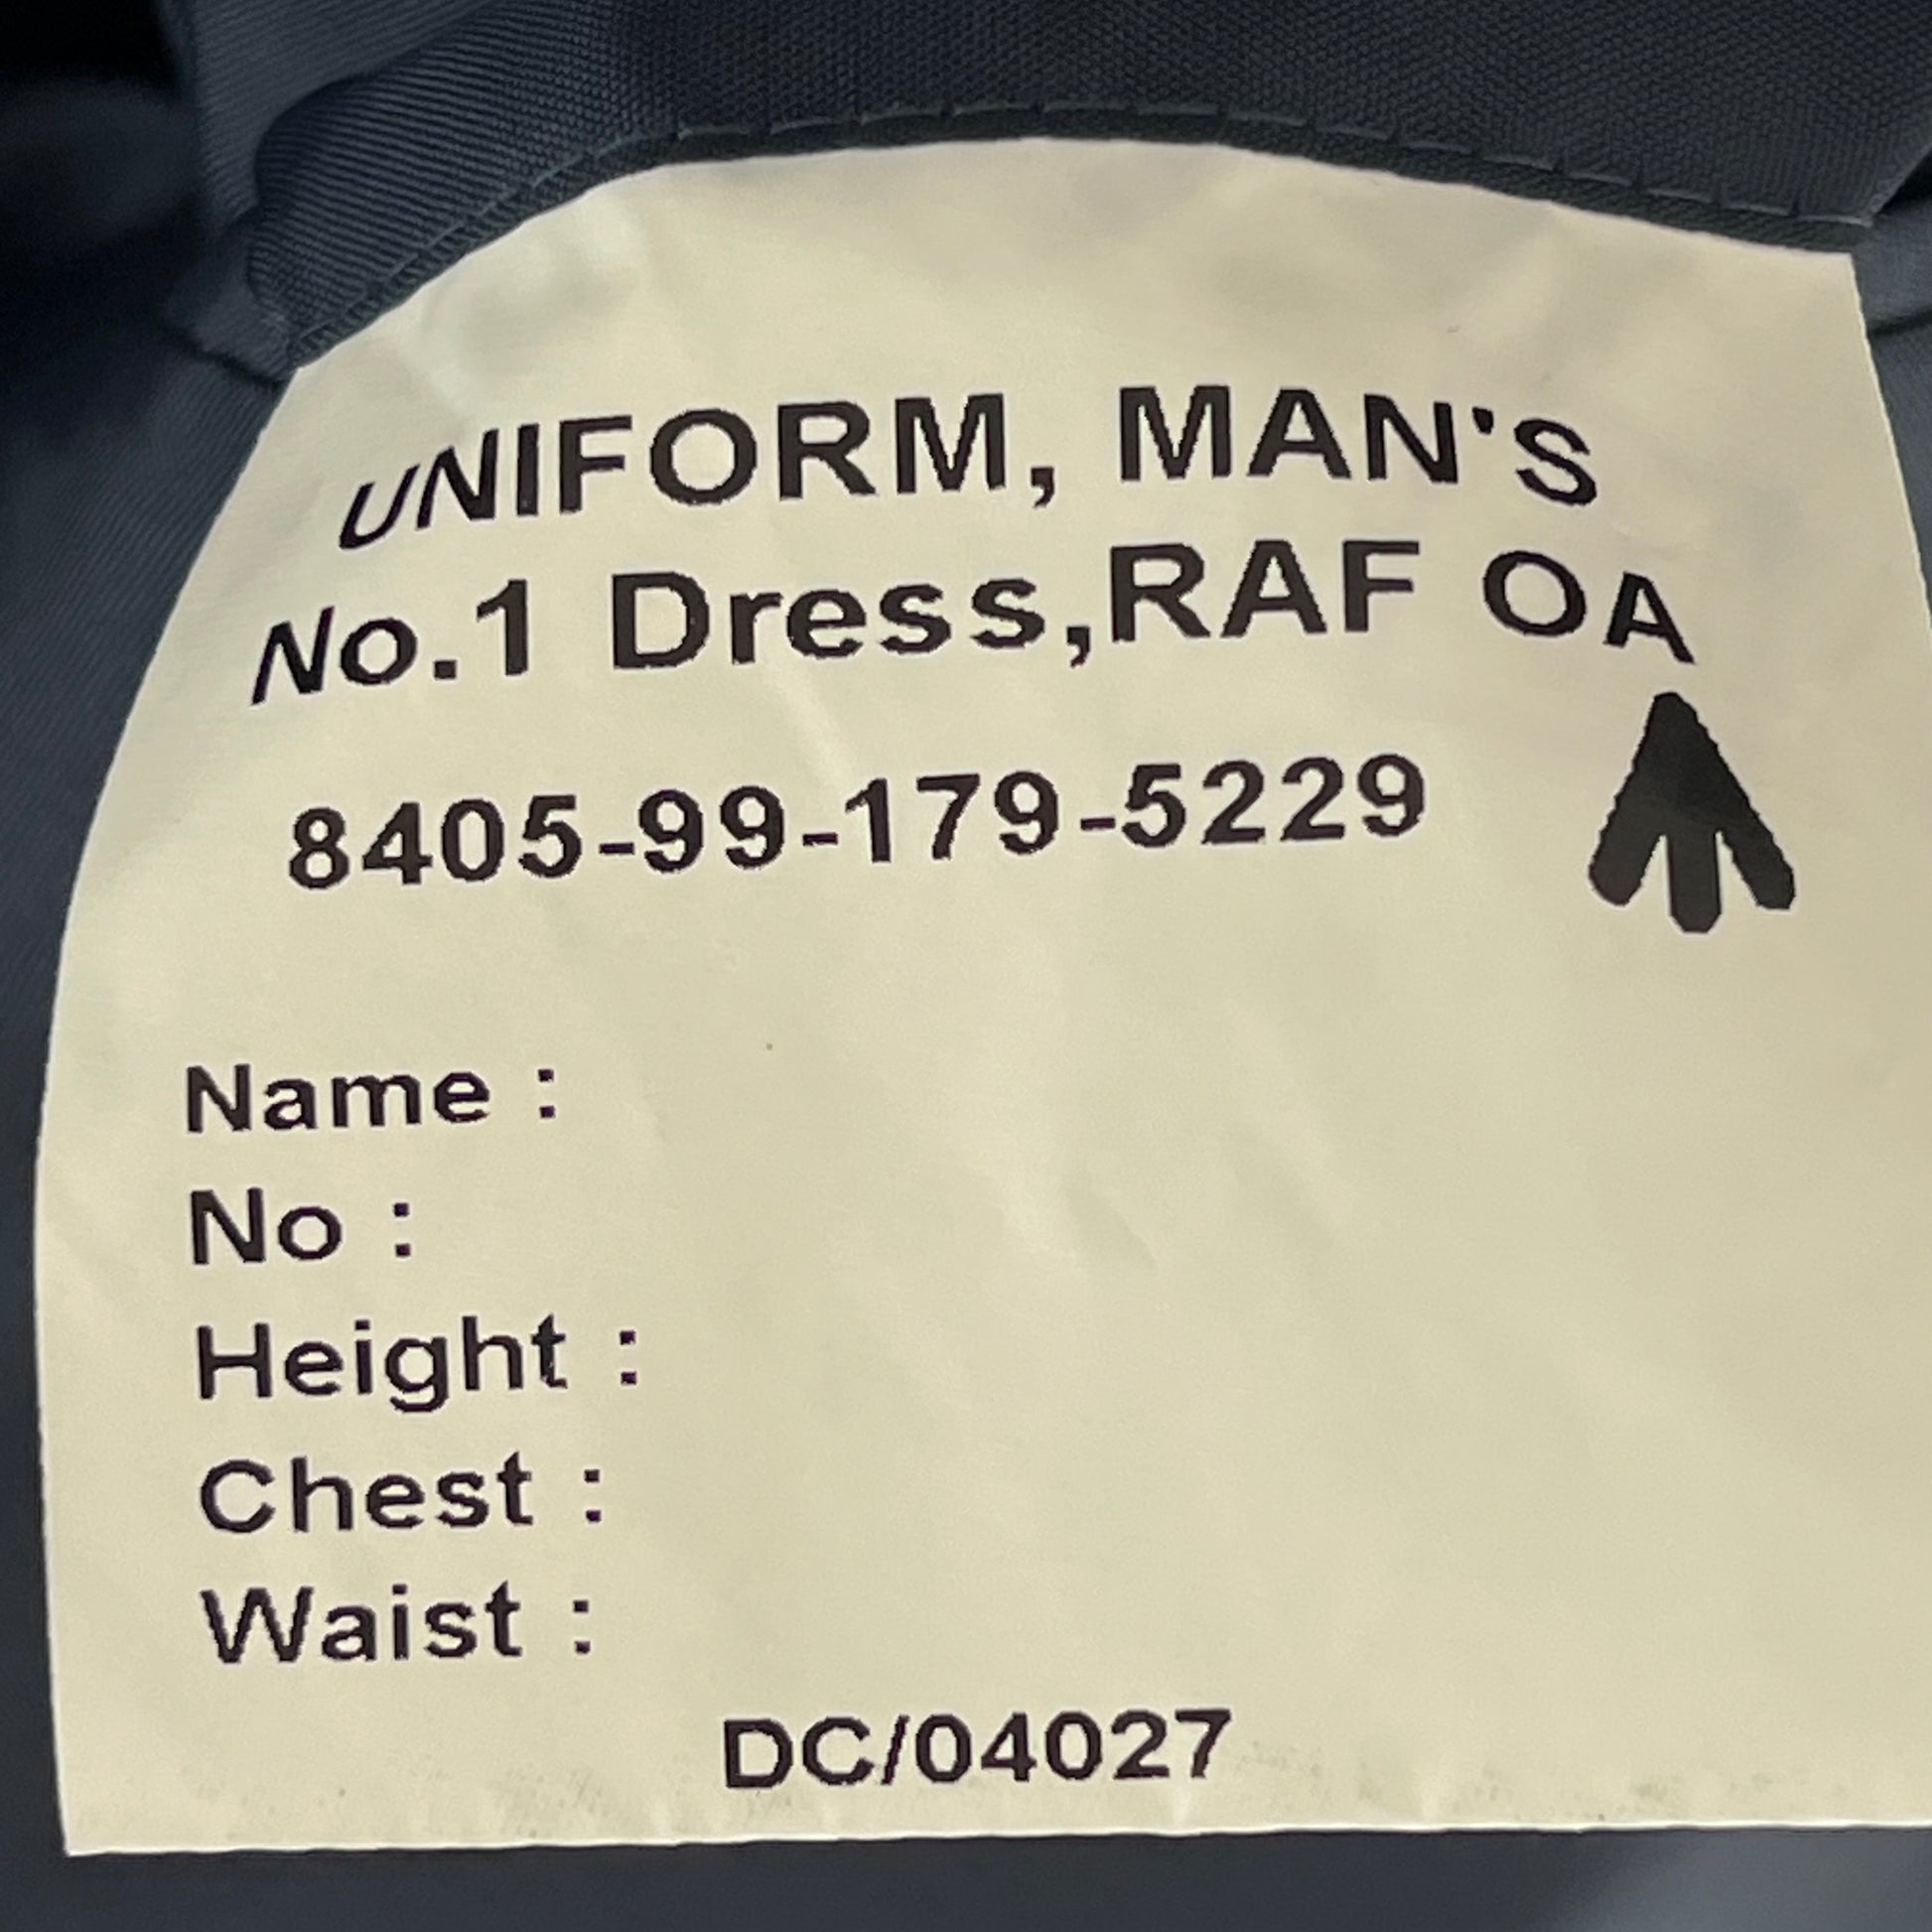 UNIFORM, MAN'S
No.1 Dress,RAF OA
8405-99-179-5229
Name :
No :
Height :
Chest :
Waist :
DC/04027